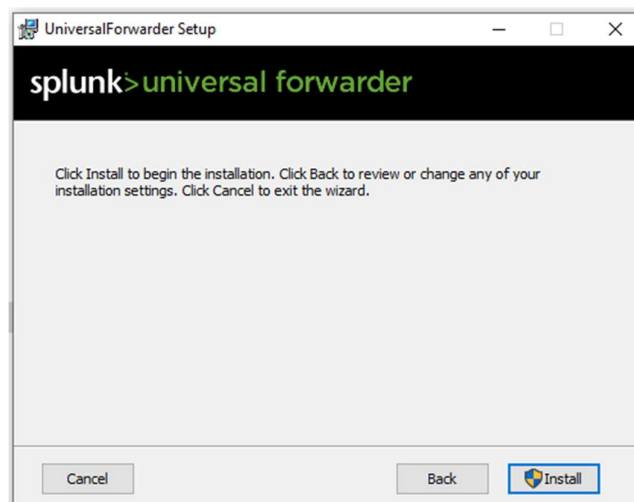 UniversalForwarder Setup
splunk>universal forwarder
Click Install to begin the installation. Click Back to review or change any of your
installation settings. Click Cancel to exit the wizard.
Cancel
Back
Install